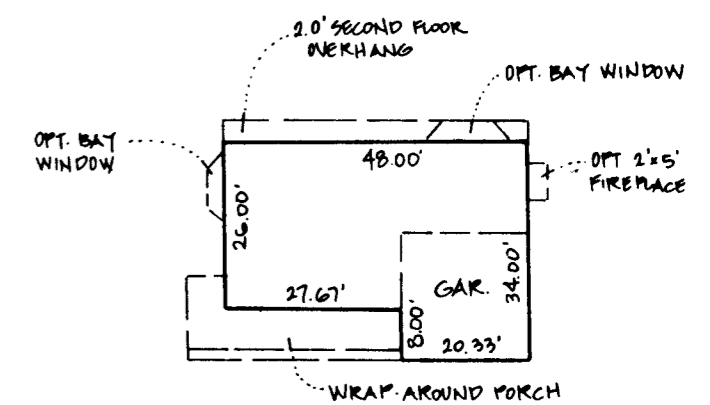 2.0' SECOND FLOOR
OVERHANG
OPT. BAY WINDOW
OPT. BAY
WINDOW
48.00'
OPT 2'x5'
FIREPLACE
26.00'
27.67'
GAR.
34.00'
8.00'
20.33'
WRAP-AROUND PORCH